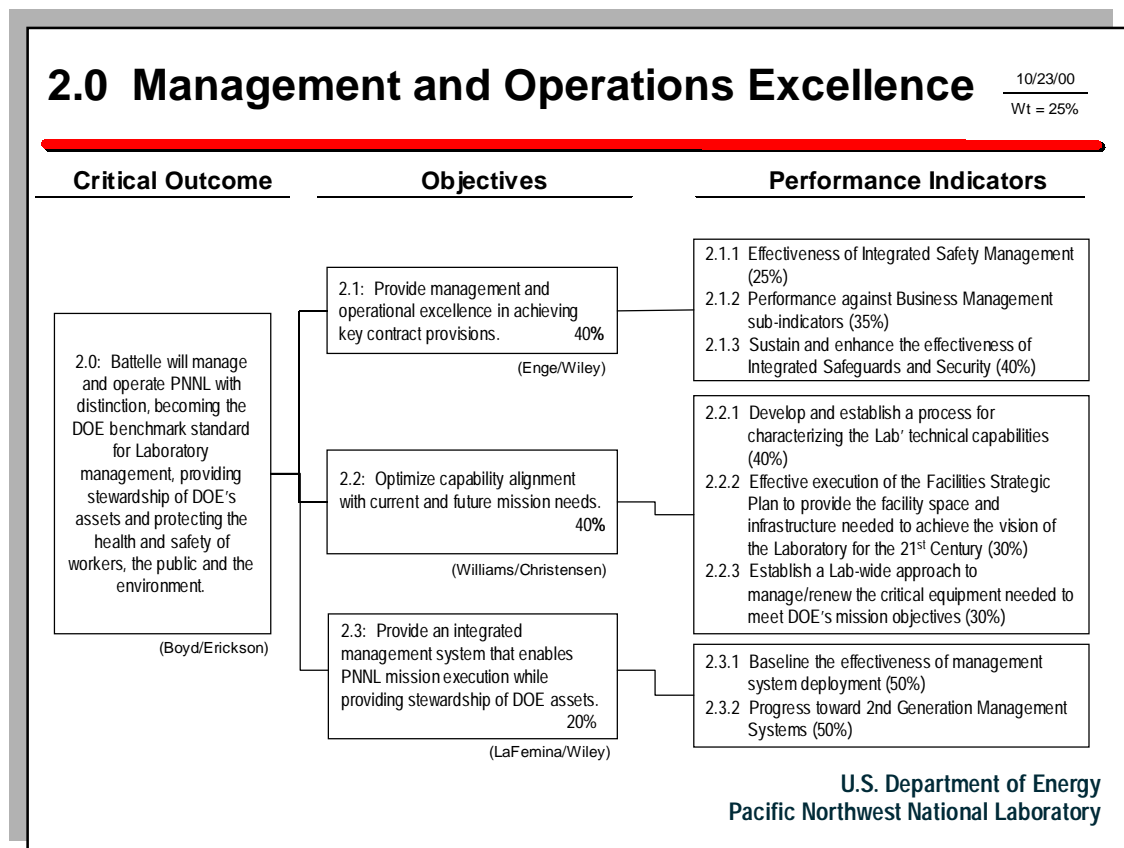 2.0 Management and Operations Excellence
10/23/00
Wt = 25%
Critical Outcome
Objectives
Performance Indicators
2.0: Battelle will manage
and operate PNNL with
distinction, becoming the
DOE benchmark standard
for Laboratory
management, providing
stewardship of DOE's
assets and protecting the
health and safety of
workers, the public and the
environment.
(Boyd/Erickson)
2.1: Provide management and
operational excellence in achieving
key contract provisions. 40%
(Enge/Wiley)
2.2: Optimize capability alignment
with current and future mission needs.
40%
(Williams/Christensen)
2.3: Provide an integrated
management system that enables
PNNL mission execution while
providing stewardship of DOE assets.
20%
(LaFemina/Wiley)
2.1.1 Effectiveness of Integrated Safety Management
(25%)
2.1.2 Performance against Business Management
sub-indicators (35%)
2.1.3 Sustain and enhance the effectiveness of
Integrated Safeguards and Security (40%)
2.2.1 Develop and establish a process for
characterizing the Lab' technical capabilities
(40%)
2.2.2 Effective execution of the Facilities Strategic
Plan to provide the facility space and
infrastructure needed to achieve the vision of
the Laboratory for the 21st Century (30%)
2.2.3 Establish a Lab-wide approach to
manage/renew the critical equipment needed to
meet DOE's mission objectives (30%)
2.3.1 Baseline the effectiveness of management
system deployment (50%)
2.3.2 Progress toward 2nd Generation Management
Systems (50%)
U.S. Department of Energy
Pacific Northwest National Laboratory